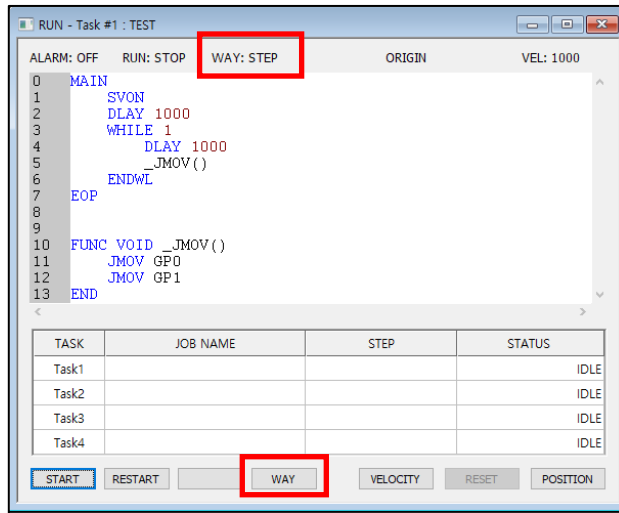 RUN - Task #1 : TEST
ALARM: OFF RUN: STOP WAY: STEP ORIGIN VEL: 1000
0 MAIN
1 SVON
2 DLAY 1000
3 WHILE 1
4 DLAY 1000
5 _JMOV()
6 ENDWL
7 EOP
8
9
10 FUNC VOID _JMOV()
11 JMOV GP0
12 JMOV GP1
13 END
TASK JOB NAME STEP STATUS
Task1 IDLE
Task2 IDLE
Task3 IDLE
Task4 IDLE
START RESTART WAY VELOCITY RESET POSITION